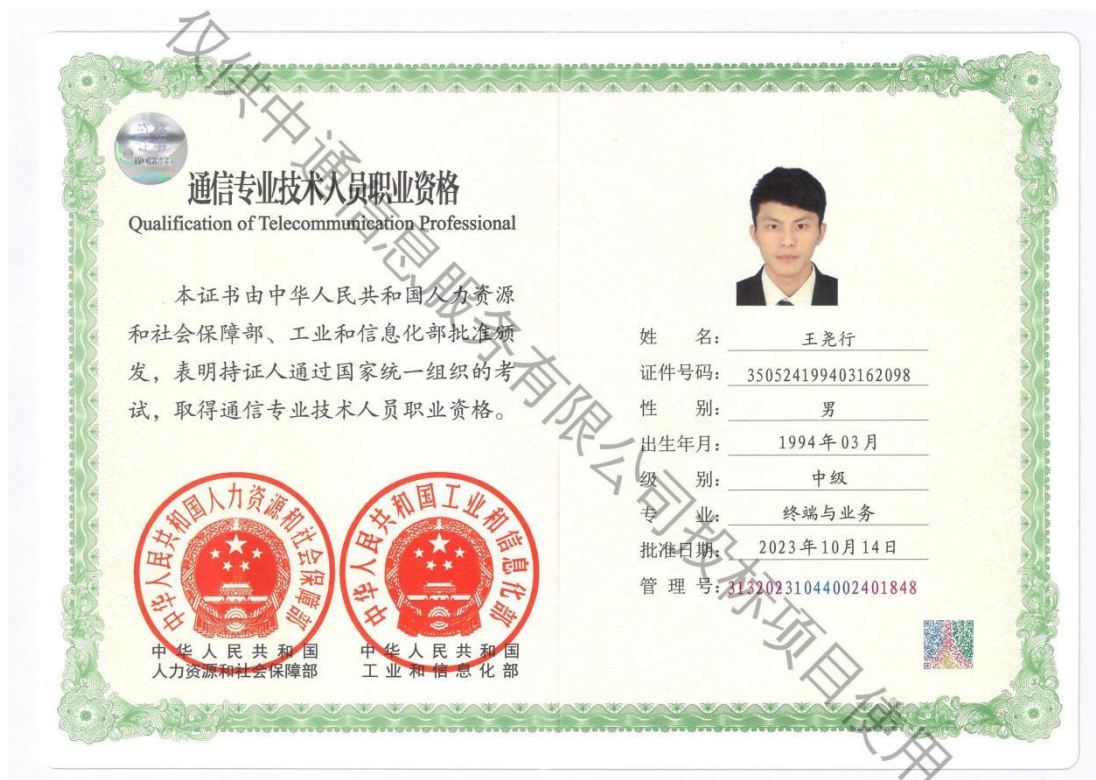 仅供中通信息服务有限公司投标项目使用
通信专业技术人员职业资格
Qualification of Telecommunication Professional
本证书由中华人民共和国人力资源
和社会保障部、工业和信息化部批准颁
发，表明持证人通过国家统一组织的考
试，取得通信专业技术人员职业资格。
中华人民共和国人力资源和社会保障部
中华人民共和国工业和信息化部
中华人民共和国
人力资源和社会保障部
中华人民共和国
工业和信息化部
姓 名： 王尧行
证件号码： 350524199403162098
性 别： 男
出生年月： 1994年03月
级 别： 中级
专 业： 终端与业务
批准日期： 2023年10月14日
管 理 号： 31320231044002401848